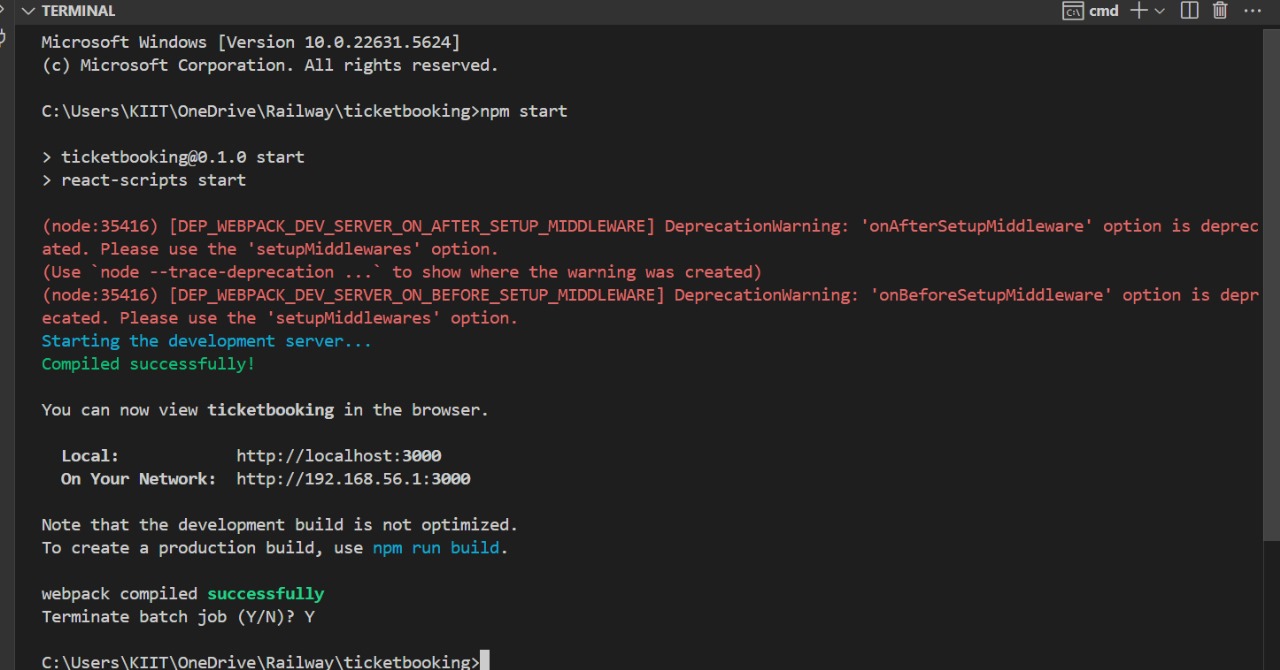 TERMINAL
cmd
Microsoft Windows [Version 10.0.22631.5624]
(c) Microsoft Corporation. All rights reserved.
C:\Users\KIIT\OneDrive\Railway\ticketbooking>npm start
> ticketbooking@0.1.0 start
> react-scripts start
(node:35416) [DEP_WEBPACK_DEV_SERVER_ON_AFTER_SETUP_MIDDLEWARE] DeprecationWarning: 'onAfterSetupMiddleware' option is deprec
ated. Please use the 'setupMiddlewares' option.
(Use `node --trace-deprecation ...` to show where the warning was created)
(node:35416) [DEP_WEBPACK_DEV_SERVER_ON_BEFORE_SETUP_MIDDLEWARE] DeprecationWarning: 'onBeforeSetupMiddleware' option is depr
ecated. Please use the 'setupMiddlewares' option.
Starting the development server...
Compiled successfully!
You can now view ticketbooking in the browser.
Local: http://localhost:3000
On Your Network: http://192.168.56.1:3000
Note that the development build is not optimized.
To create a production build, use npm run build.
webpack compiled successfully
Terminate batch job (Y/N)? Y
C:\Users\KIIT\OneDrive\Railway\ticketbooking>